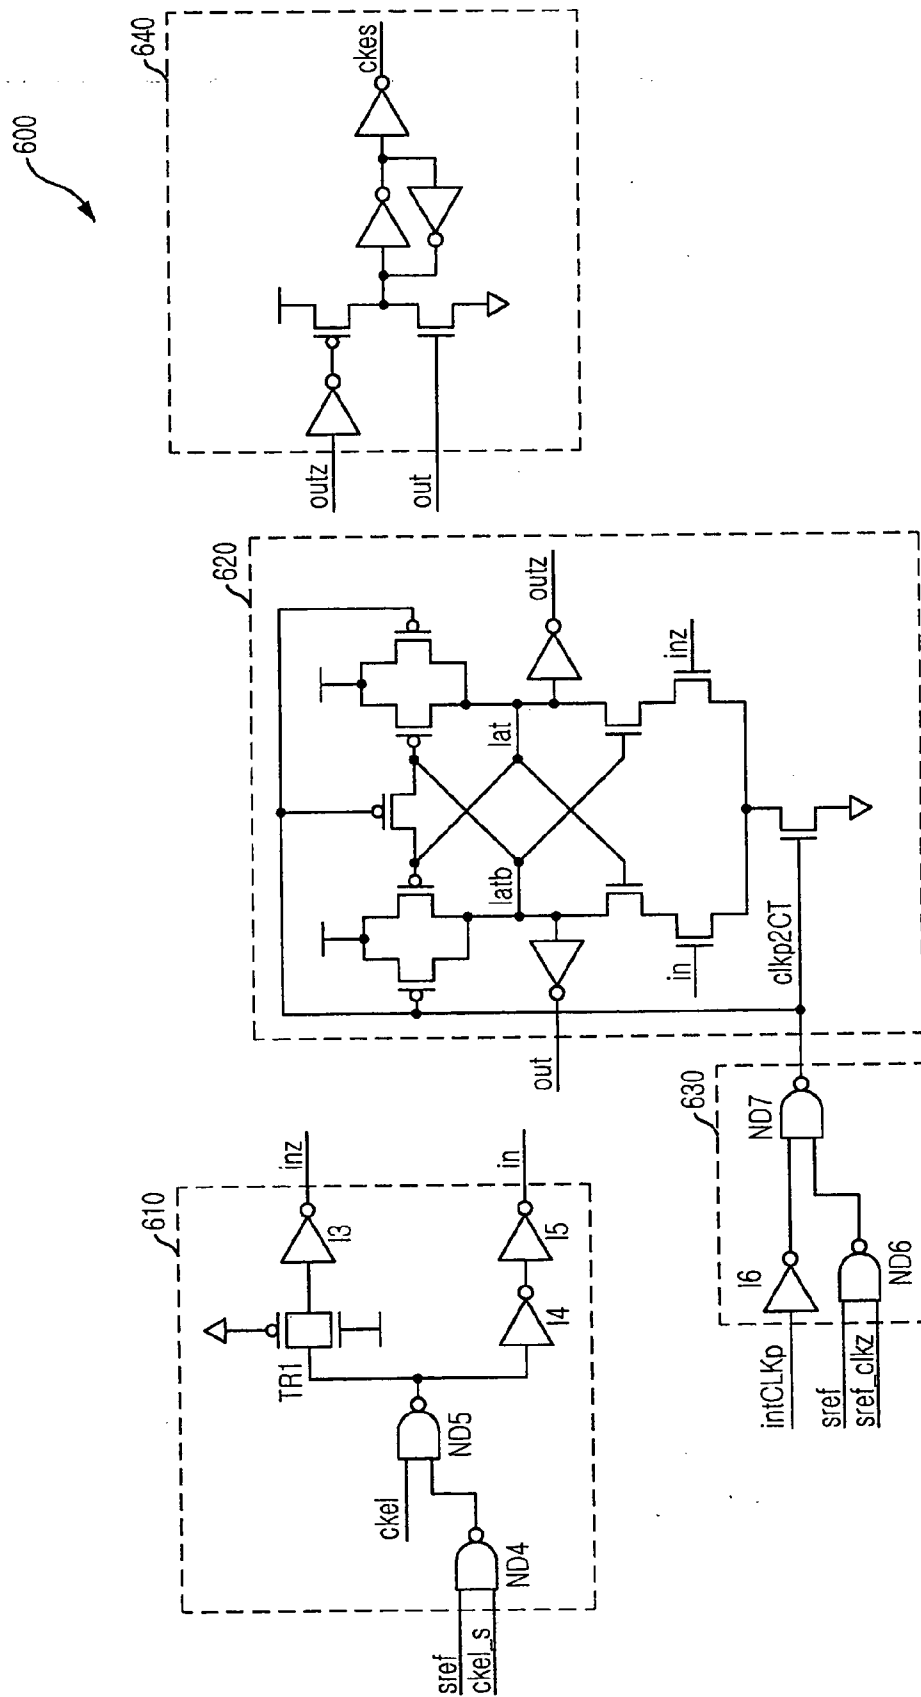 600
610
sref
ckel_s
ND4
ckel
ND5
TR1
I3
inz
I4
I5
in
630
intCLKp
sref
sref_clkz
I6
ND6
ND7
620
out
in
clkp2CT
latb
lat
inz
outz
640
outz
out
ckes